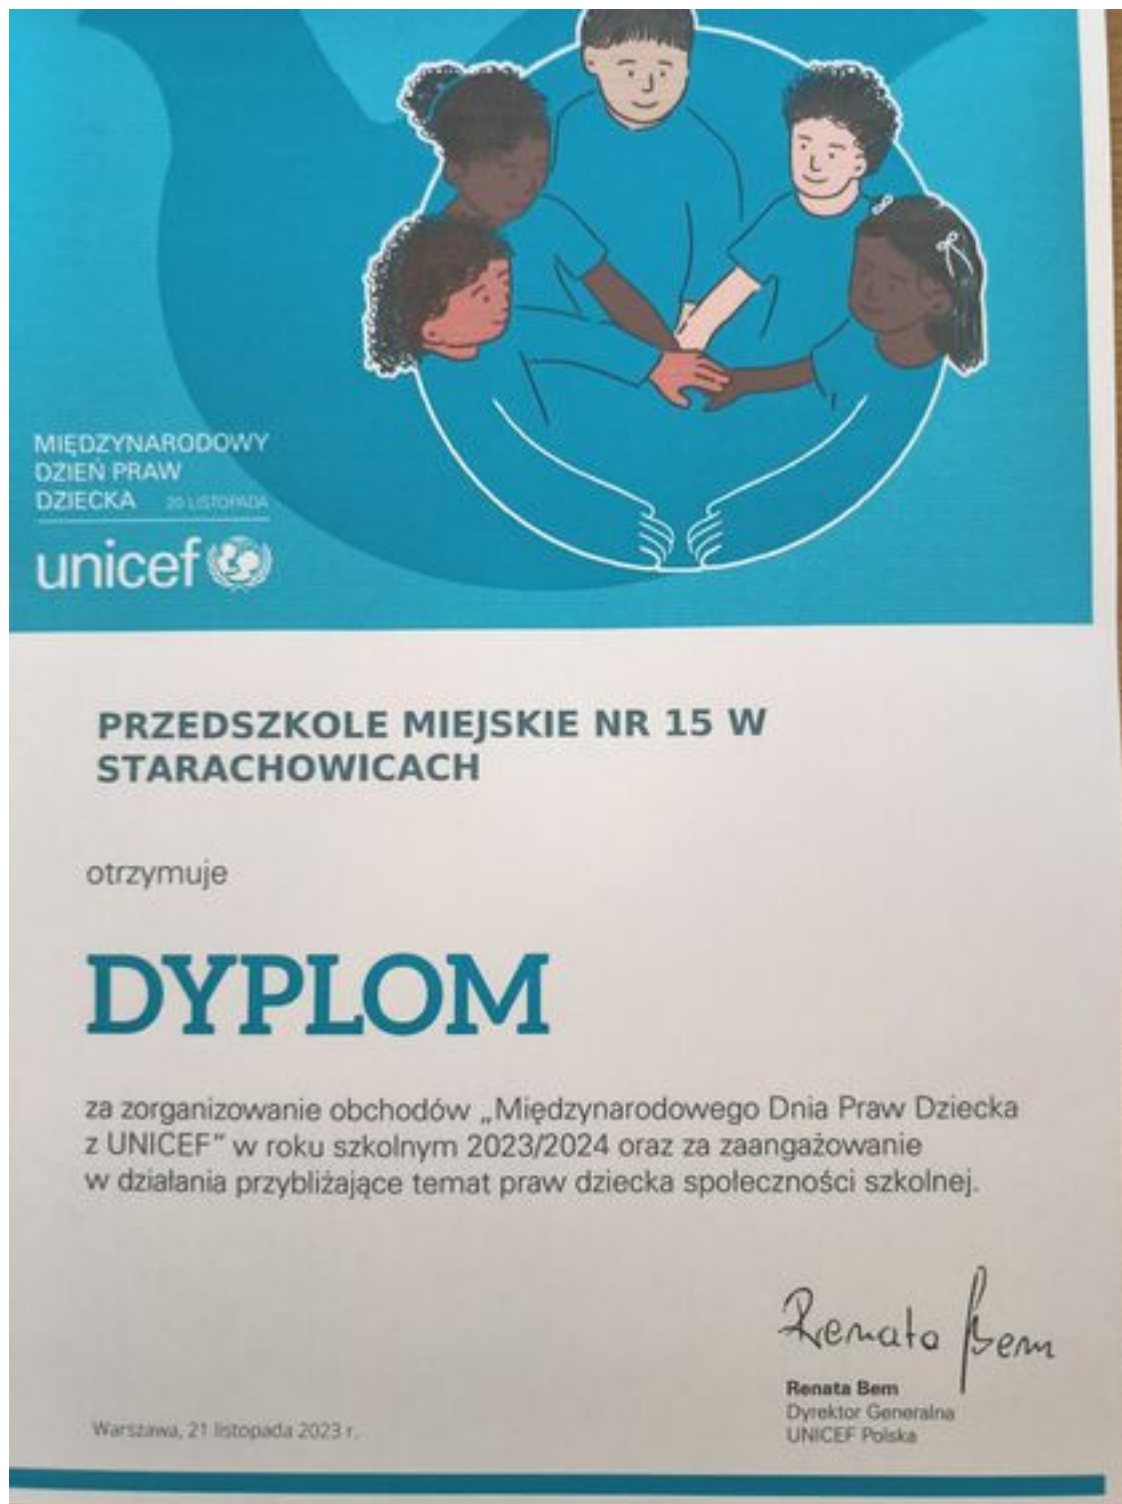 MIĘDZYNARODOWY
DZIEŃ PRAW
DZIECKA 20 LISTOPADA
unicef
PRZEDSZKOLE MIEJSKIE NR 15 W
STARACHOWICACH
otrzymuje
DYPLOM
za zorganizowanie obchodów „Międzynarodowego Dnia Praw Dziecka
z UNICEF” w roku szkolnym 2023/2024 oraz za zaangażowanie
w działania przybliżające temat praw dziecka społeczności szkolnej.
Renata Bem
Renata Bem
Dyrektor Generalna
UNICEF Polska
Warszawa, 21 listopada 2023 r.